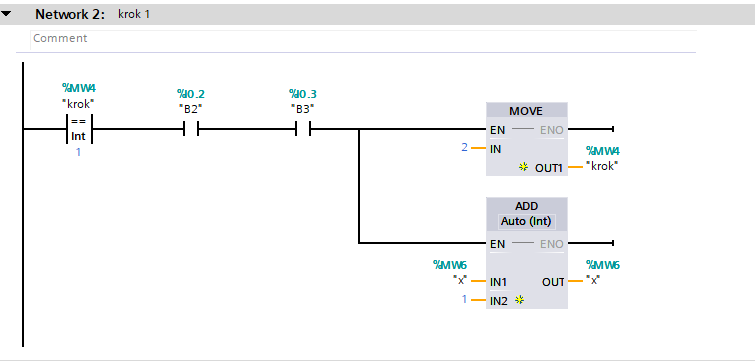 Network 2: krok 1
Comment
%MW4
"krok"
==
Int
1
%I0.2
"B2"
%I0.3
"B3"
MOVE
EN ENO
2 IN
OUT1
%MW4
"krok"
ADD
Auto (Int)
EN ENO
%MW6
"x" IN1
OUT
%MW6
"x"
1 IN2